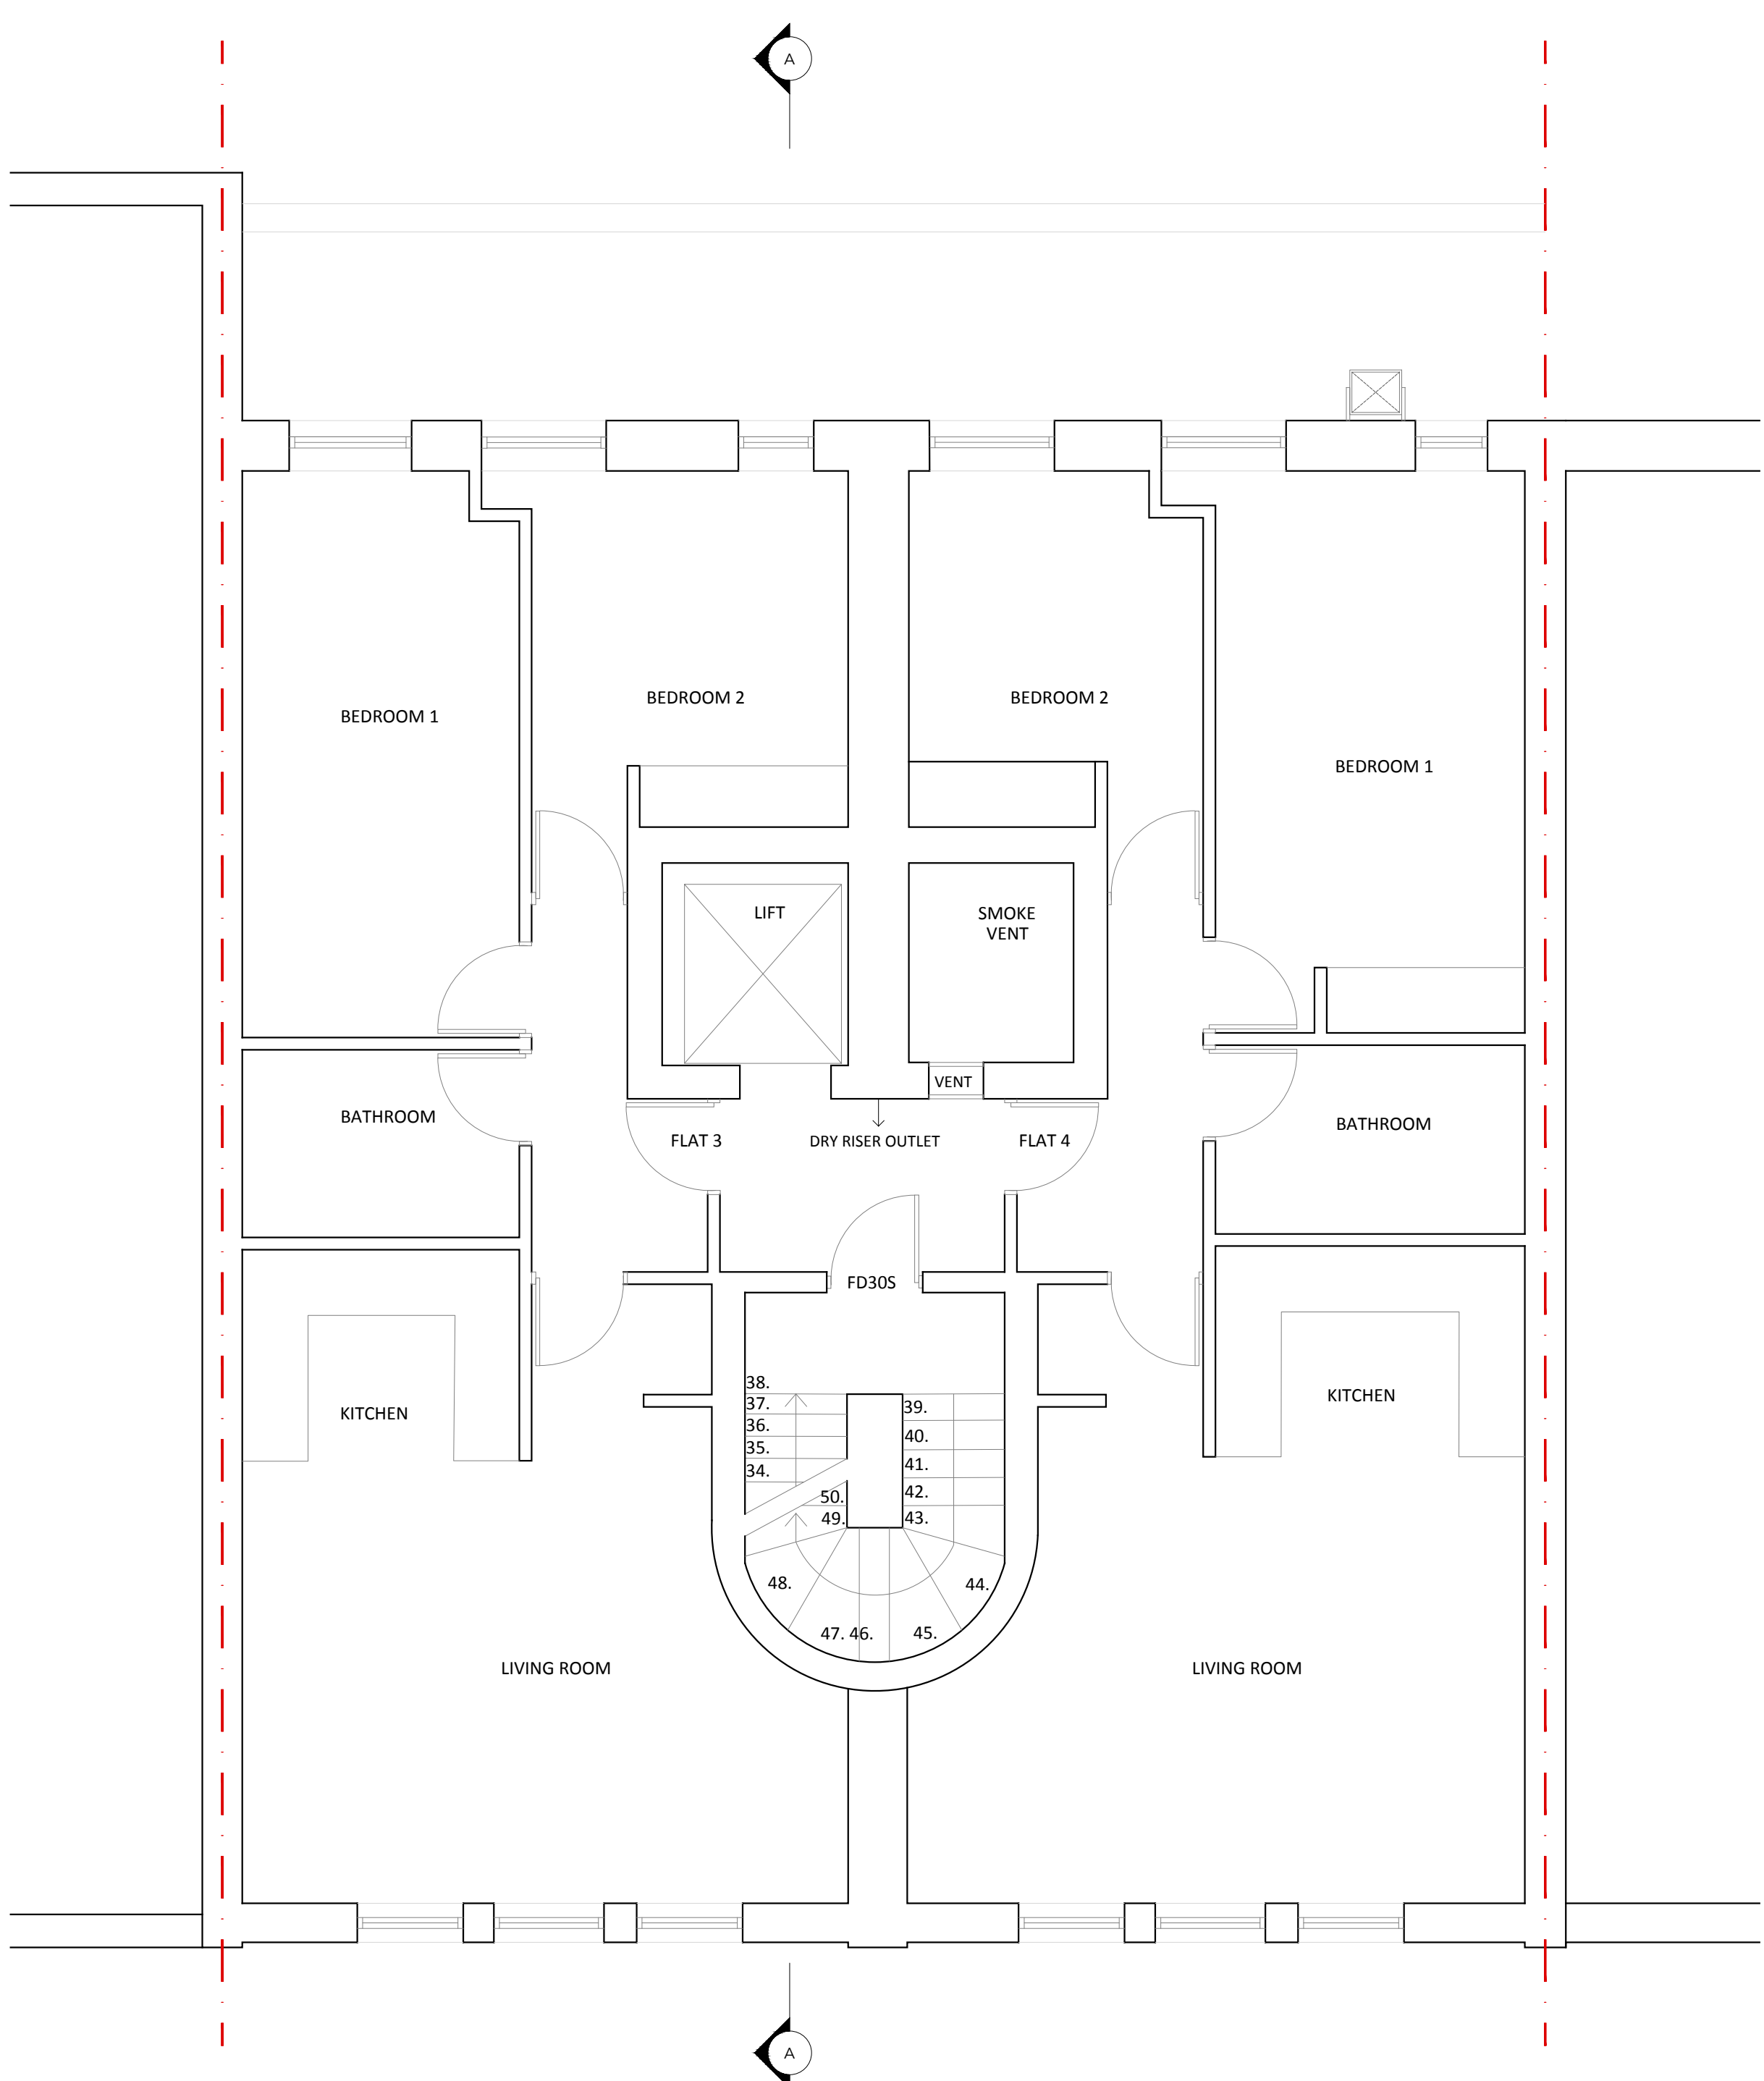 A
BEDROOM 2
BEDROOM 2
BEDROOM 1
BEDROOM 1
LIFT
SMOKE
VENT
VENT
BATHROOM
FLAT 3
DRY RISER OUTLET
FLAT 4
BATHROOM
FD30S
38.
37.
36.
35.
34.
39.
40.
41.
42.
43.
50.
49.
48.
47.
46.
45.
44.
KITCHEN
KITCHEN
LIVING ROOM
LIVING ROOM
A